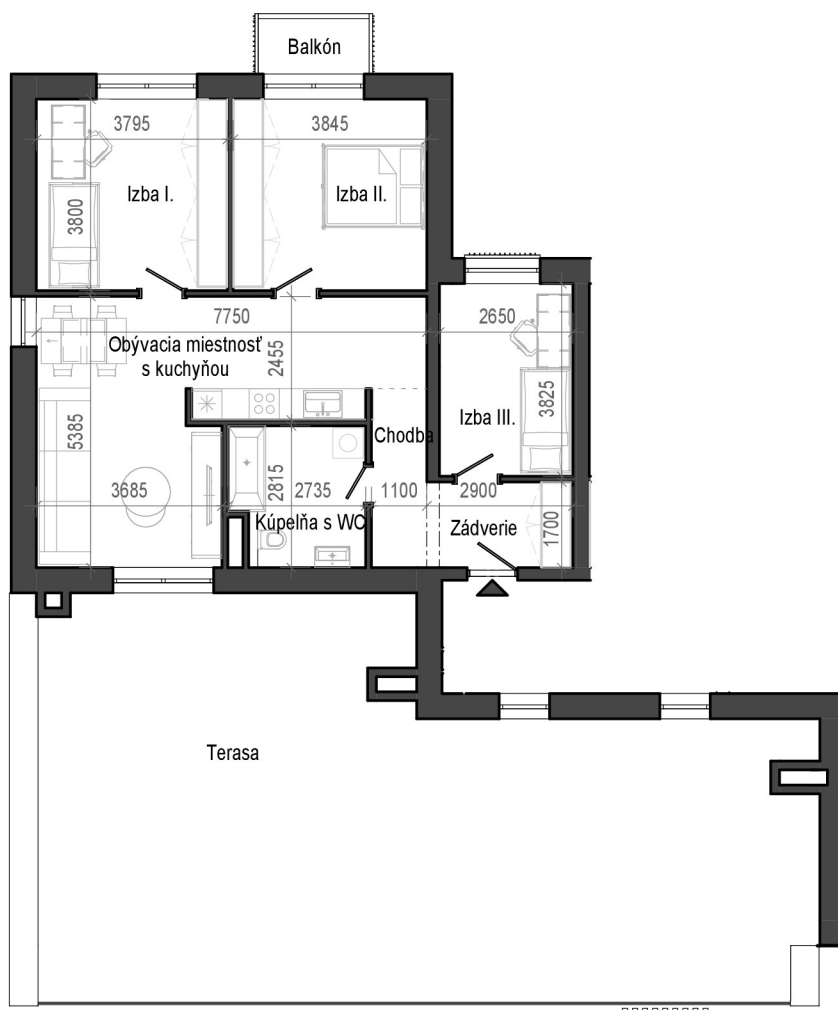 Balkón
3795
3845
Izba I.
Izba II.
3800
7750
2650
Obývacia miestnosť
s kuchyňou
2455
3825
Izba III.
5385
Chodba
2815
3685
2735
1100
2900
Kúpelňa s WC
Zádverie
1700
Terasa